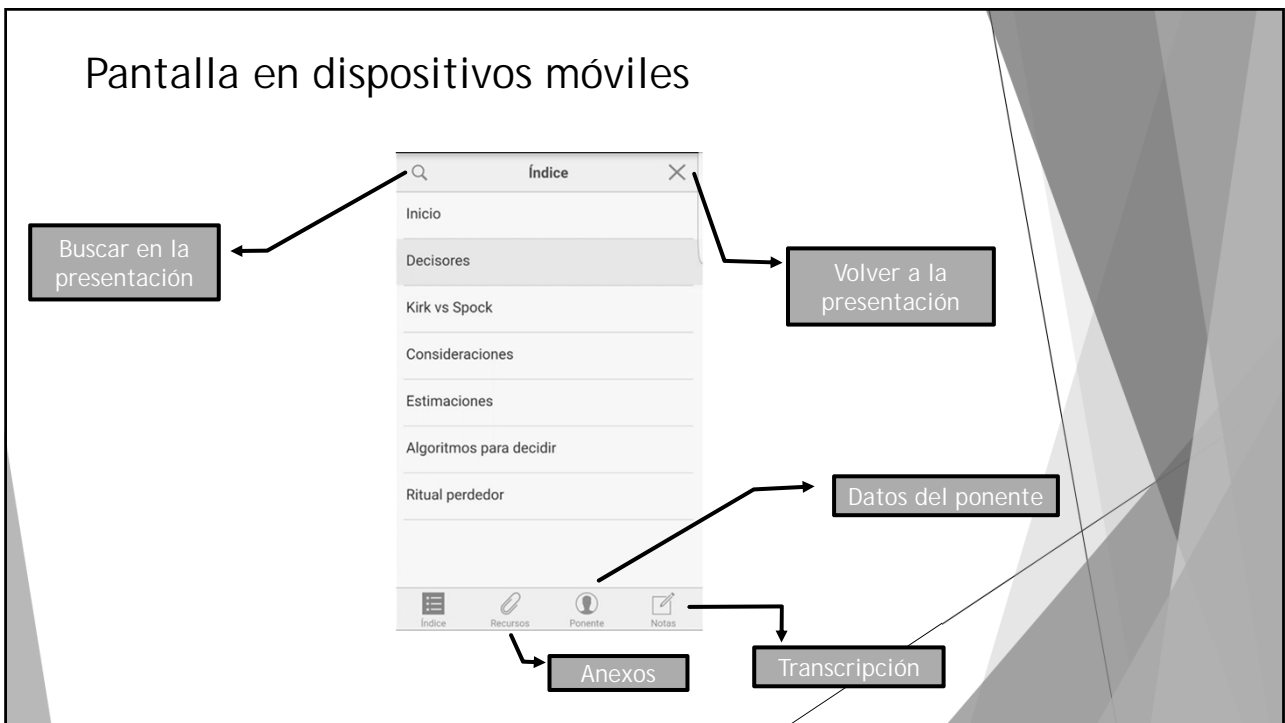 Pantalla en dispositivos móviles
Índice
Inicio
Buscar en la
presentación
Decisores
Volver a la
presentación
Kirk vs Spock
Consideraciones
Estimaciones
Algoritmos para decidir
Ritual perdedor
Datos del ponente
Índice
Recursos
Ponente
Notas
Anexos
Transcripción